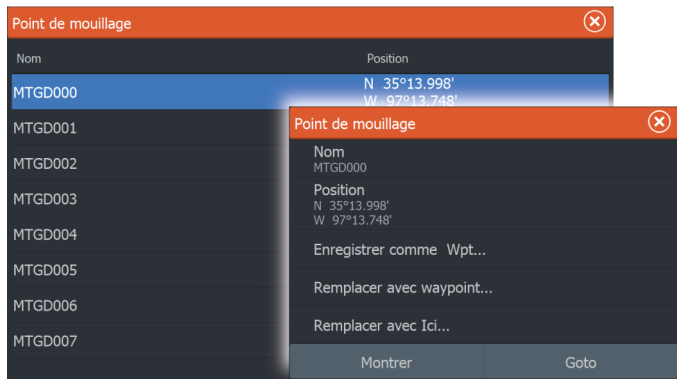 Point de mouillage
Nom Position
MTGD000 N 35°13.998'
W 97°13.748'
MTGD001
MTGD002
MTGD003
MTGD004
MTGD005
MTGD006
MTGD007
Point de mouillage
Nom
MTGD000
Position
N 35°13.998'
W 97°13.748'
Enregistrer comme Wpt...
Remplacer avec waypoint...
Remplacer avec Ici...
Montrer Goto